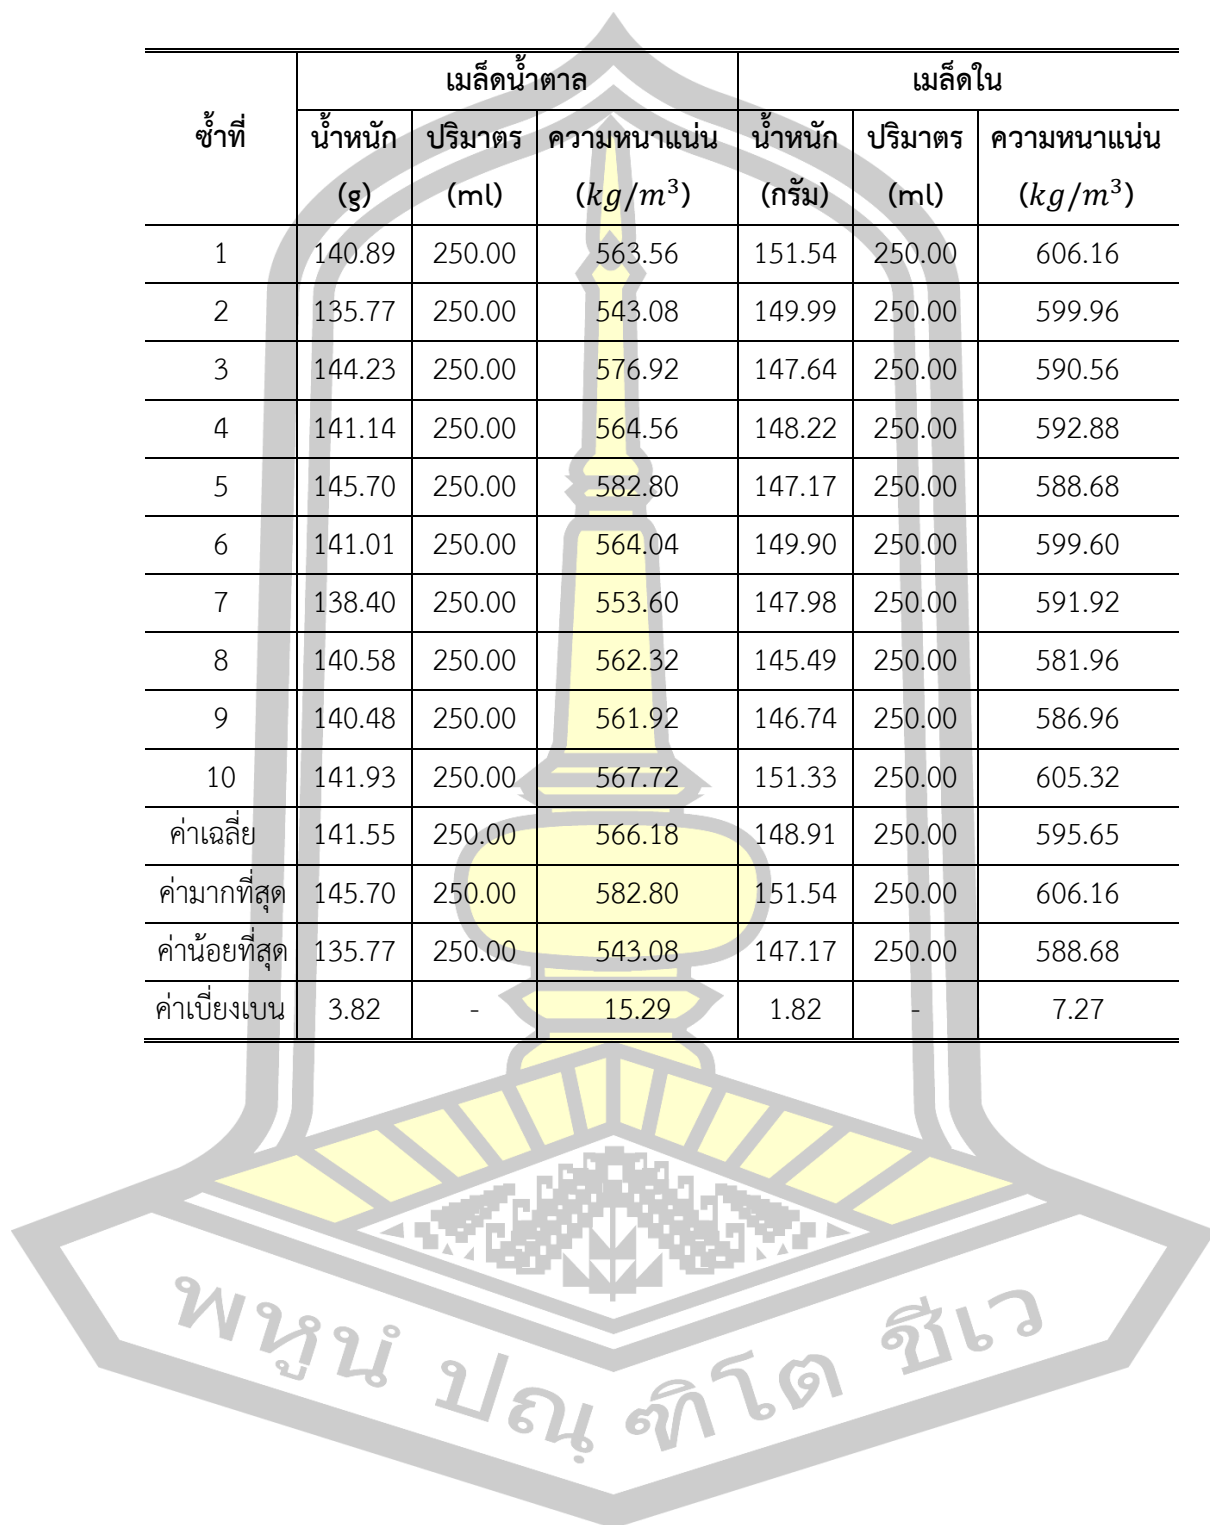 เมล็ดน้ำตาล เมล็ดใน
ซ้ำที่ น้ำหนัก ปริมาตร ความหนาแน่น น้ำหนัก ปริมาตร ความหนาแน่น
(g) (ml) (kg/m³) (กรัม) (ml) (kg/m³)
1 140.89 250.00 563.56 151.54 250.00 606.16
2 135.77 250.00 543.08 149.99 250.00 599.96
3 144.23 250.00 576.92 147.64 250.00 590.56
4 141.14 250.00 564.56 148.22 250.00 592.88
5 145.70 250.00 582.80 147.17 250.00 588.68
6 141.01 250.00 564.04 149.90 250.00 599.60
7 138.40 250.00 553.60 147.98 250.00 591.92
8 140.58 250.00 562.32 145.49 250.00 581.96
9 140.48 250.00 561.92 146.74 250.00 586.96
10 141.93 250.00 567.72 151.33 250.00 605.32
ค่าเฉลี่ย 141.55 250.00 566.18 148.91 250.00 595.65
ค่ามากที่สุด 145.70 250.00 582.80 151.54 250.00 606.16
ค่าน้อยที่สุด 135.77 250.00 543.08 147.17 250.00 588.68
ค่าเบี่ยงเบน 3.82 - 15.29 1.82 - 7.27
พหูนํ ปณฺฑิโต ชีเว